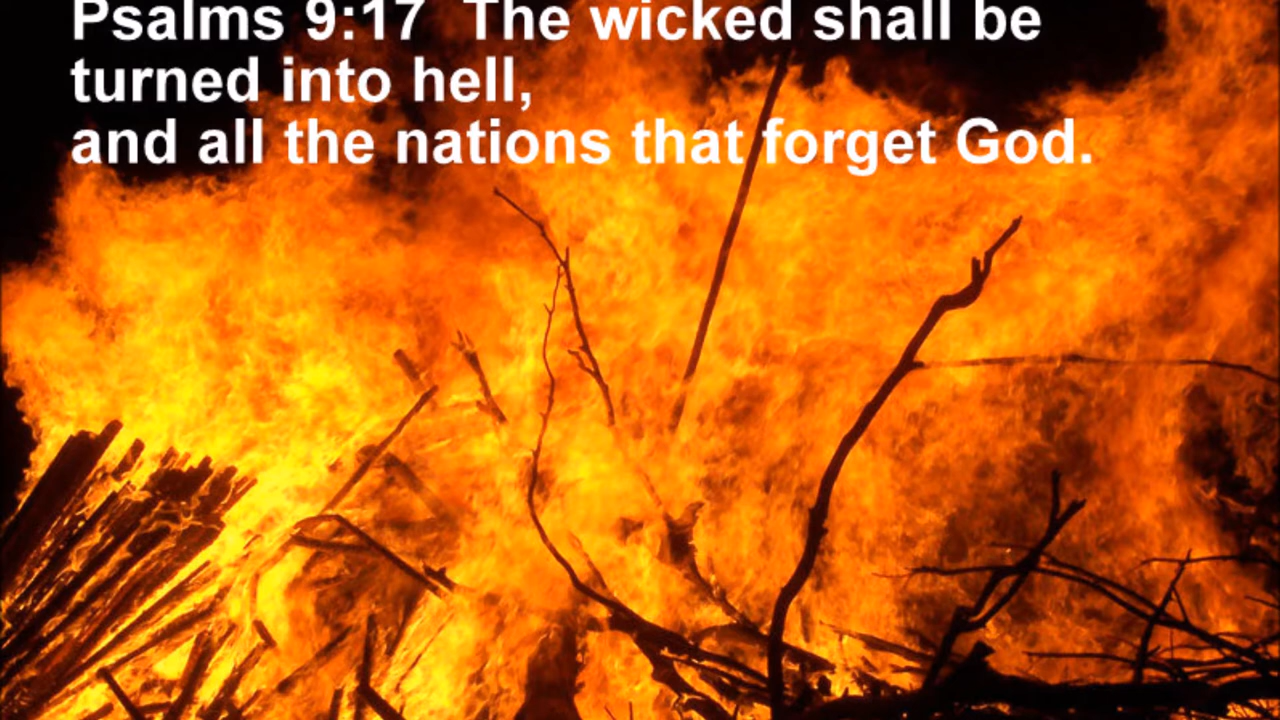 Psalms 9:17  The wicked shall be
turned into hell,
and all the nations that forget God.